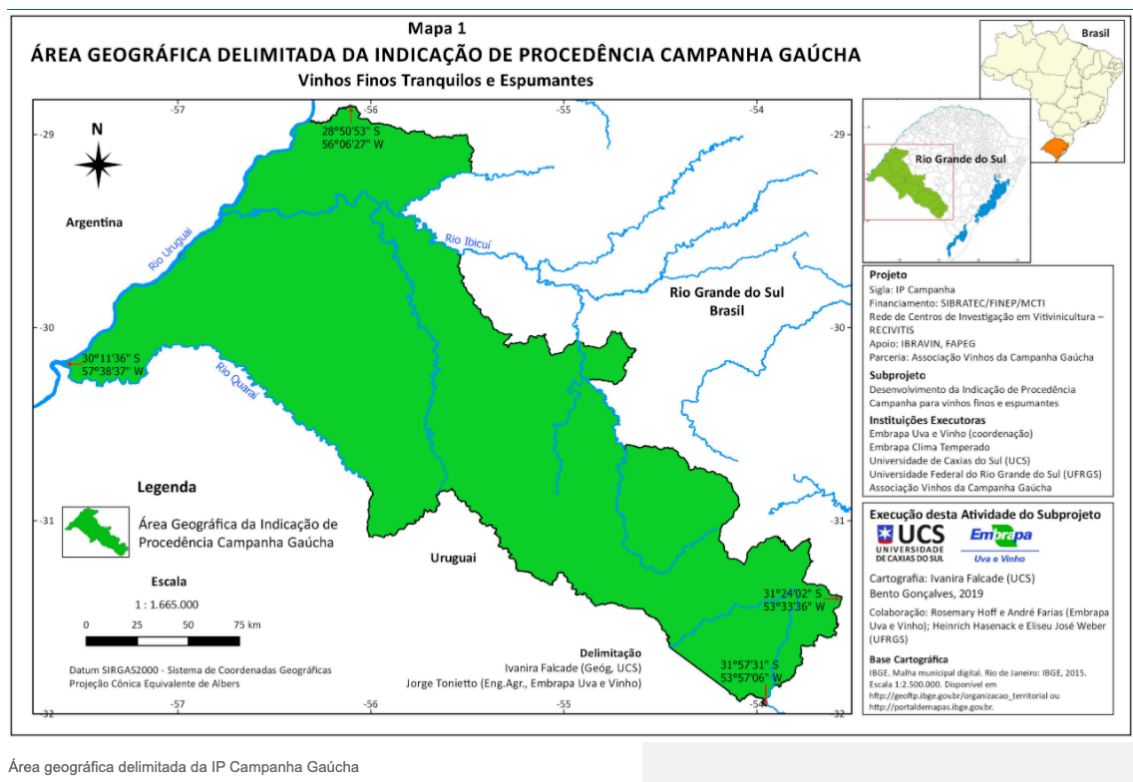 Mapa 1
ÁREA GEOGRÁFICA DELIMITADA DA INDICAÇÃO DE PROCEDÊNCIA CAMPANHA GAÚCHA
Vinhos Finos Tranquilos e Espumantes
Brasil
-57
-56
-55
-54
-29
-29
28°50'53" S
56°06'27" W
N
Rio Grande do Sul
Argentina
Rio Uruguai
Rio Ibicuí
Rio Grande do Sul
Brasil
-30
-30
30°11'36" S
57°38'37" W
Rio Quaraí
Projeto
Sigla: IP Campanha
Financiamento: SIBRATEC/FINEP/MCTI
Rede de Centros de Investigação em Vitivinicultura –
RECIVITIS
Apoio: IBRAVIN, FAPEG
Parceria: Associação Vinhos da Campanha Gaúcha
Subprojeto
Desenvolvimento da Indicação de Procedência
Campanha para vinhos finos e espumantes
Instituições Executoras
Embrapa Uva e Vinho (coordenação)
Embrapa Clima Temperado
Universidade de Caxias do Sul (UCS)
Universidade Federal do Rio Grande do Sul (UFRGS)
Associação Vinhos da Campanha Gaúcha
Legenda
Área Geográfica da Indicação de
Procedência Campanha Gaúcha
-31
-31
Uruguai
Escala
1 : 1.665.000
0 25 50 75 km
31°24'02" S
53°33'36" W
31°57'31" S
53°57'06" W
Delimitação
Ivanira Falcade (Geóg, UCS)
Jorge Tonietto (Eng.Agr., Embrapa Uva e Vinho)
Datum SIRGAS2000 - Sistema de Coordenadas Geográficas
Projeção Cônica Equivalente de Albers
-32
-57
-56
-55
-54
-32
Execução desta Atividade do Subprojeto
UCS
UNIVERSIDADE
DE CAXIAS DO SUL
Embrapa
Uva e Vinho
Cartografia: Ivanira Falcade (UCS)
Bento Gonçalves, 2019
Colaboração: Rosemary Hoff e André Farias (Embrapa
Uva e Vinho); Heinrich Hasenack e Eliseu José Weber
(UFRGS)
Base Cartográfica
IBGE. Malha municipal digital. Rio de Janeiro: IBGE, 2015.
Escala 1:2.500.000. Disponível em
http://geoftp.ibge.gov.br/organizacao_territorial ou
http://portaldemapas.ibge.gov.br.
Área geográfica delimitada da IP Campanha Gaúcha